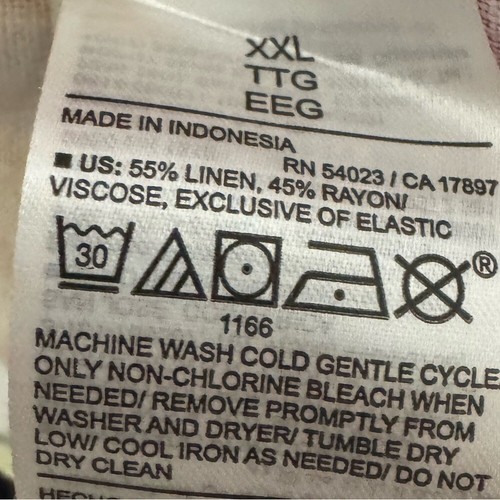 XXL
TTG
EEG
MADE IN INDONESIA
RN 54023 / CA 17897
■ US: 55% LINEN, 45% RAYON/
VISCOSE, EXCLUSIVE OF ELASTIC
30
®
1166
MACHINE WASH COLD GENTLE CYCLE
ONLY NON-CHLORINE BLEACH WHEN
NEEDED/ REMOVE PROMPTLY FROM
WASHER AND DRYER/ TUMBLE DRY
LOW/ COOL IRON AS NEEDED/ DO NOT
DRY CLEAN